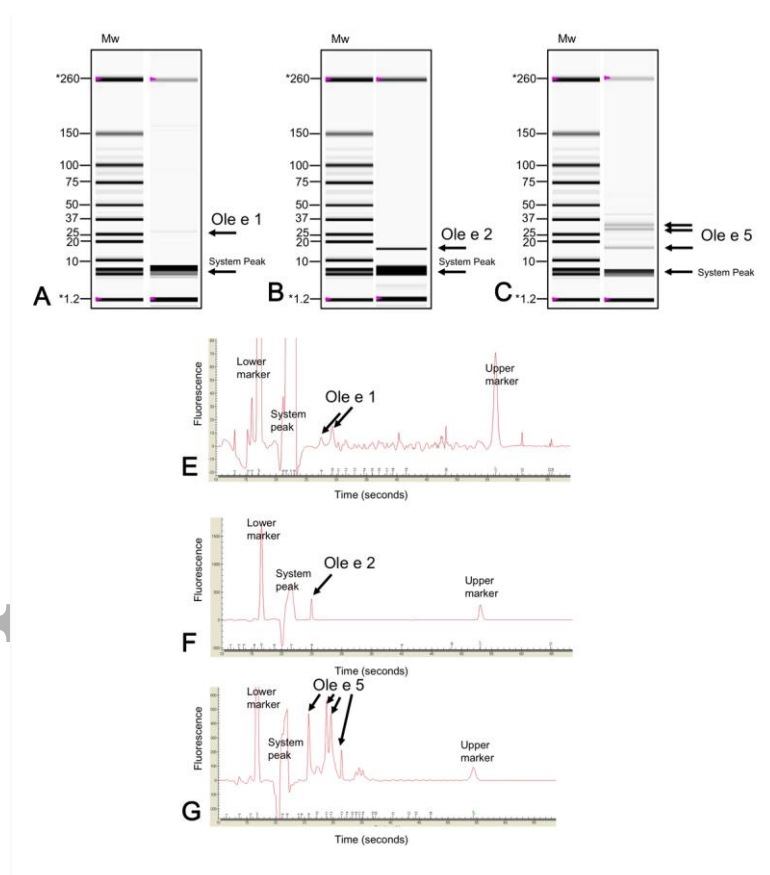 Mw
*260
150
100
75
50
37
25
20
10
*1.2
Ole e 1
System Peak
A
Mw
*260
150
100
75
50
37
25
20
10
*1.2
Ole e 2
System Peak
B
Mw
*260
150
100
75
50
37
25
20
10
*1.2
Ole e 5
System Peak
C
Fluorescence
Lower
marker
System
peak
Ole e 1
Upper
marker
E
Time (seconds)
Fluorescence
Lower
marker
System
peak
Ole e 2
Upper
marker
F
Time (seconds)
Fluorescence
Lower
marker
System
peak
Ole e 5
Upper
marker
G
Time (seconds)